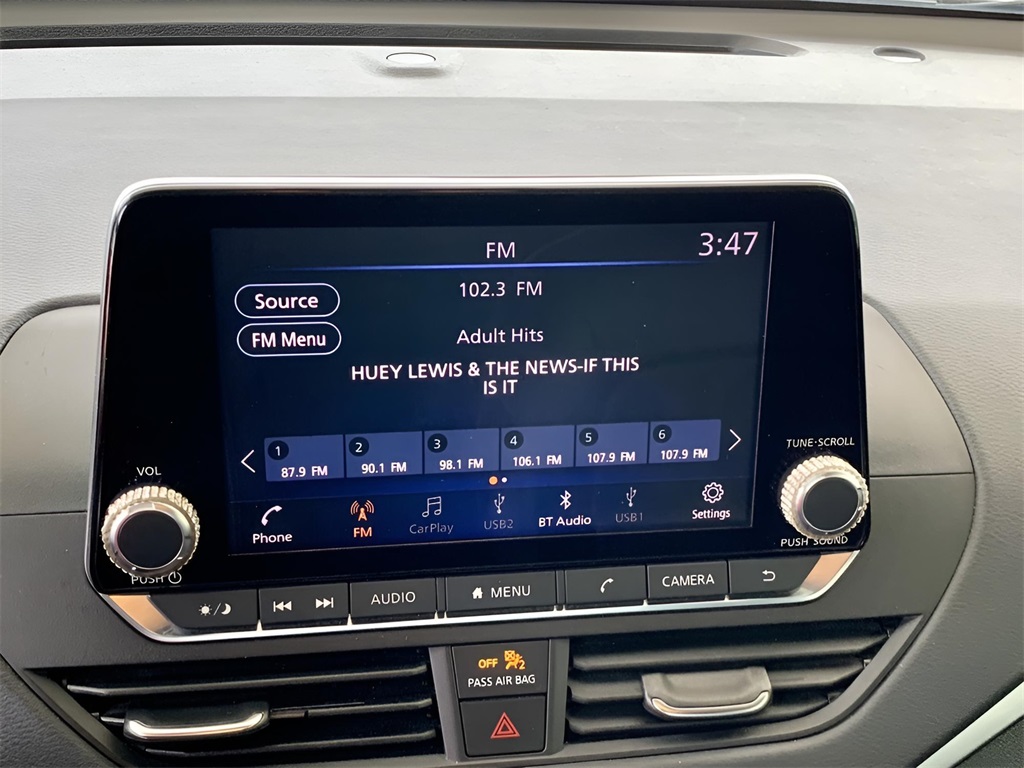 FM
3:47
102.3 FM
Source
FM Menu
Adult Hits
HUEY LEWIS & THE NEWS-IF THIS
IS IT
1
87.9 FM
2
90.1 FM
3
98.1 FM
4
106.1 FM
5
107.9 FM
6
107.9 FM
Phone
FM
CarPlay
USB2
BT Audio
USB1
Settings
VOL
PUSH
TUNE·SCROLL
PUSH SOUND
AUDIO
MENU
CAMERA
OFF 2
PASS AIR BAG